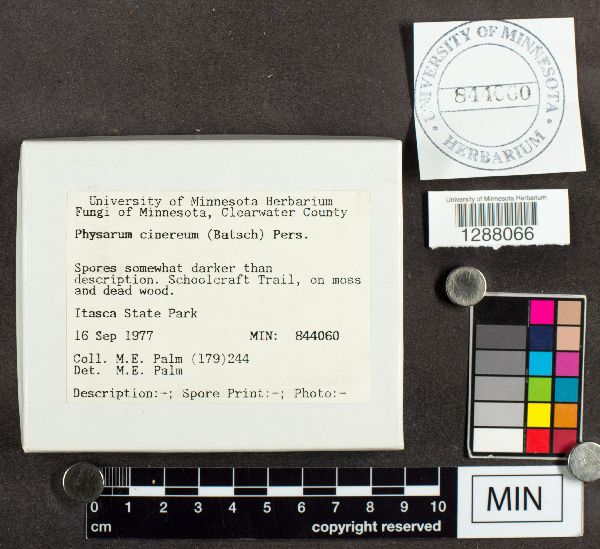 UNIVERSITY OF MINNESOTA
844060
HERBARIUM
University of Minnesota Herbarium
1288066
University of Minnesota Herbarium
Fungi of Minnesota, Clearwater County
Physarum cinereum (Batsch) Pers.
Spores somewhat darker than
description. Schoolcraft Trail, on moss
and dead wood.
Itasca State Park
16 Sep 1977 MIN: 844060
Coll. M.E. Palm (179)244
Det. M.E. Palm
Description:-; Spore Print:-; Photo:-
0 1 2 3 4 5 6 7 8 9 10
cm copyright reserved
MIN